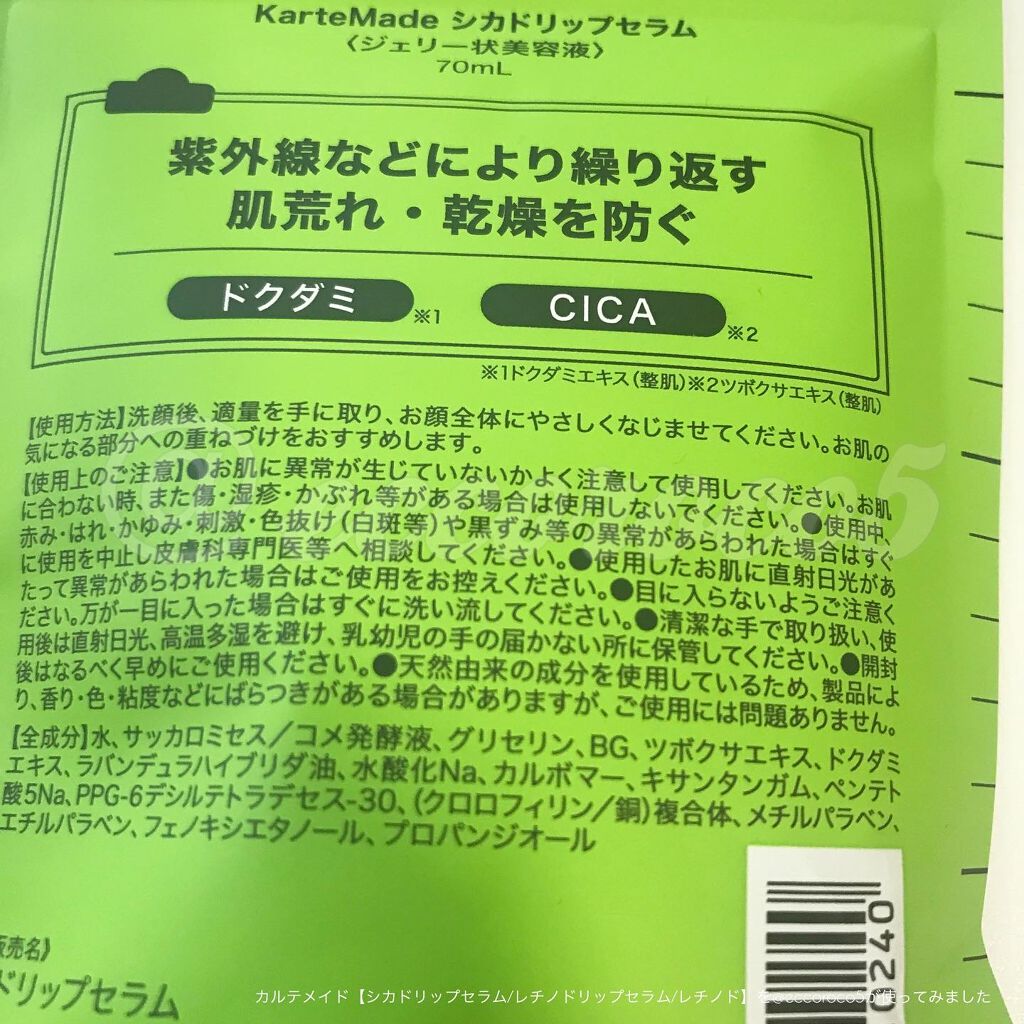 KarteMade シカドリップセラム
〈ジェリー状美容液〉
70mL
紫外線などにより繰り返す
肌荒れ・乾燥を防ぐ
ドクダミ※1 CICA※2
※1ドクダミエキス(整肌)※2ツボクサエキス(整肌)
【使用方法】洗顔後、適量を手に取り、お顔全体にやさしくなじませてください。お肌の
気になる部分への重ねづけをおすすめします。
【使用上のご注意】●お肌に異常が生じていないかよく注意して使用してください。お肌
に合わない時、また傷・湿疹・かぶれ等がある場合は使用しないでください。●使用中、
赤み・はれ・かゆみ・刺激・色抜け(白斑等)や黒ずみ等の異常があらわれた場合はすぐ
に使用を中止し皮膚科専門医等へ相談してください。●使用したお肌に直射日光があ
たって異常があらわれた場合はご使用をお控えください。●目に入らないようご注意く
ださい。万が一目に入った場合はすぐに洗い流してください。●清潔な手で取り扱い、使
用後は直射日光、高温多湿を避け、乳幼児の手の届かない所に保管してください。●開封
後はなるべく早めにご使用ください。●天然由来の成分を使用しているため、製品によ
り、香り・色・粘度などにばらつきがある場合がありますが、ご使用には問題ありません。
【全成分】水、サッカロミセス/コメ発酵液、グリセリン、BG、ツボクサエキス、ドクダミ
エキス、ラバンデュラハイブリダ油、水酸化Na、カルボマー、キサンタンガム、ペンテト
酸5Na、PPG-6デシルテトラデセス-30、(クロロフィリン/銅)複合体、メチルパラベン、
エチルパラベン、フェノキシエタノール、プロパンジオール
販売名》
ドリップセラム
0240
カルテメイド【シカドリップセラム/レチノドリップセラム/レチノド】を@eccoroco5が使ってみました